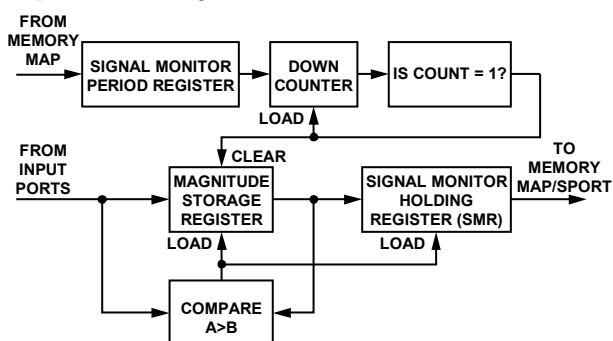 FROM
MEMORY
MAP
SIGNAL MONITOR
PERIOD REGISTER
DOWN
COUNTER
IS COUNT = 1?
LOAD
CLEAR
FROM
INPUT
PORTS
MAGNITUDE
STORAGE
REGISTER
SIGNAL MONITOR
HOLDING
REGISTER (SMR)
TO
MEMORY
MAP/SPORT
LOAD
LOAD
COMPARE
A>B